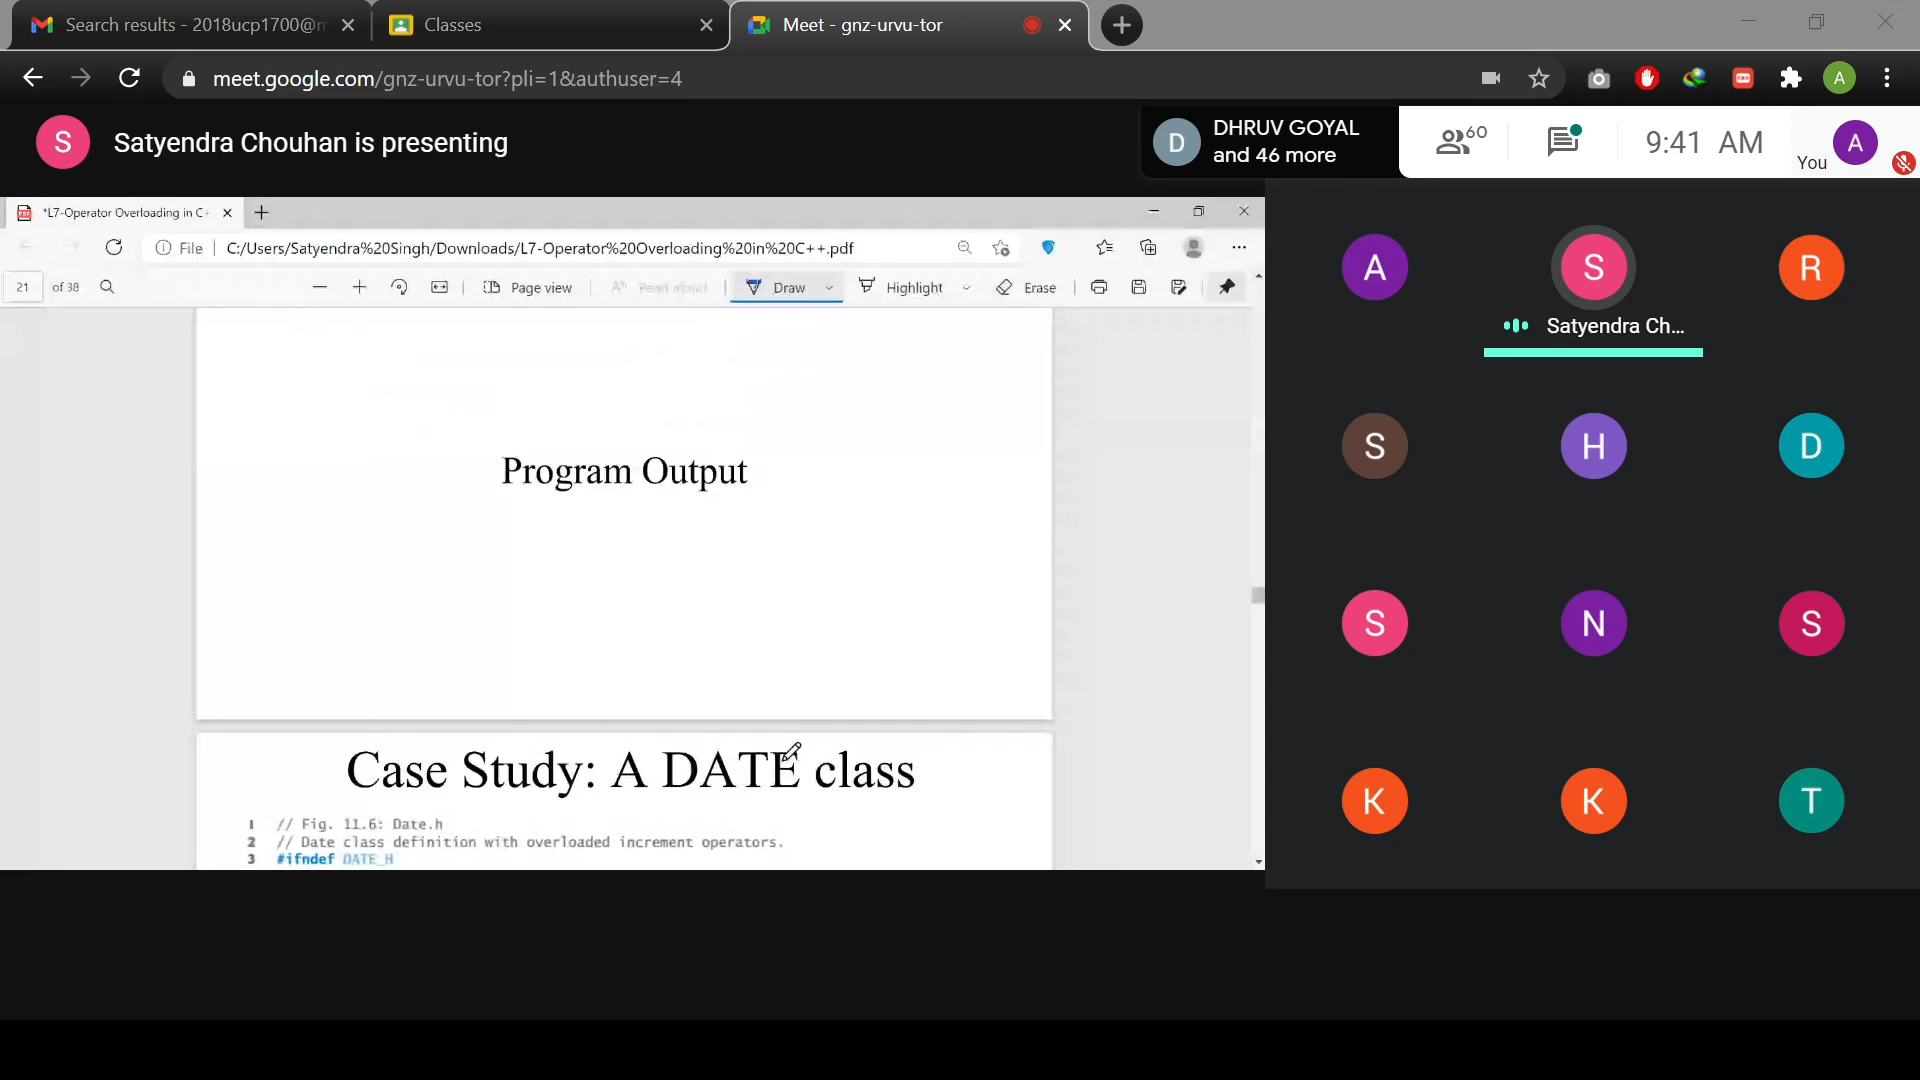 Search results - 2018ucp1700@m
Classes
Meet - gnz-urvu-tor
meet.google.com/gnz-urvu-tor?pli=1&authuser=4
A
S
Satyendra Chouhan is presenting
D
DHRUV GOYAL
and 46 more
60
9:41 AM
You
A
*L7-Operator Overloading in C+
File
C:/Users/Satyendra%20Singh/Downloads/L7-Operator%20Overloading%20in%20C++.pdf
21
of 38
Page view
Read aloud
Draw
Highlight
Erase
Program Output
Case Study: A DATE class
1 // Fig. 11.6: Date.h
2 // Date class definition with overloaded increment operators.
3 #ifndef DATE_H
A
S
R
Satyendra Ch...
S
H
D
S
N
S
K
K
T